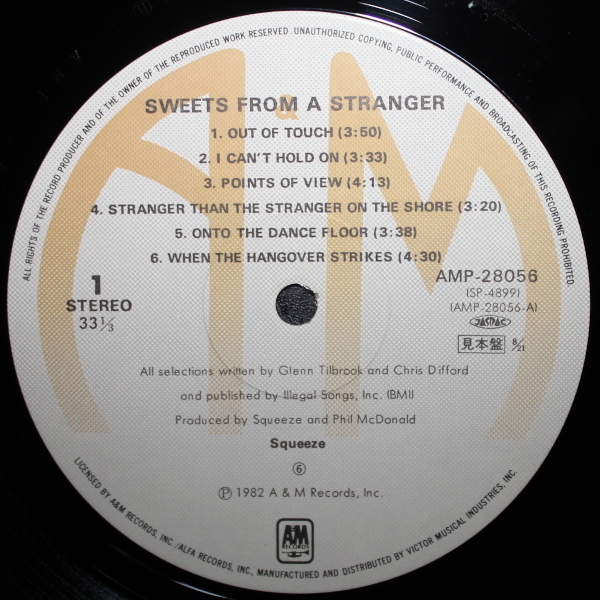 ALL RIGHTS OF THE RECORD PRODUCER AND OF THE OWNER OF THE REPRODUCED WORK RESERVED. UNAUTHORIZED COPYING, PUBLIC PERFORMANCE AND BROADCASTING OF THIS RECORDING PROHIBITED
A&M
SWEETS FROM A STRANGER
1. OUT OF TOUCH (3:50)
2. I CAN'T HOLD ON (3:33)
3. POINTS OF VIEW (4:13)
4. STRANGER THAN THE STRANGER ON THE SHORE (3:20)
5. ONTO THE DANCE FLOOR (3:38)
6. WHEN THE HANGOVER STRIKES (4:30)
1
STEREO
33 1/3
AMP-28056
(SP-4899)
(AMP-28056-A)
JASRAC
見本盤 8/21
All selections written by Glenn Tilbrook and Chris Difford
and published by Illegal Songs, Inc. (BMI)
Produced by Squeeze and Phil McDonald
Squeeze
⑥
Ⓟ 1982 A & M Records, Inc.
A&M
RECORDS
LICENSED BY A&M RECORDS, INC./ALFA RECORDS, INC., MANUFACTURED AND DISTRIBUTED BY VICTOR MUSICAL INDUSTRIES, INC.